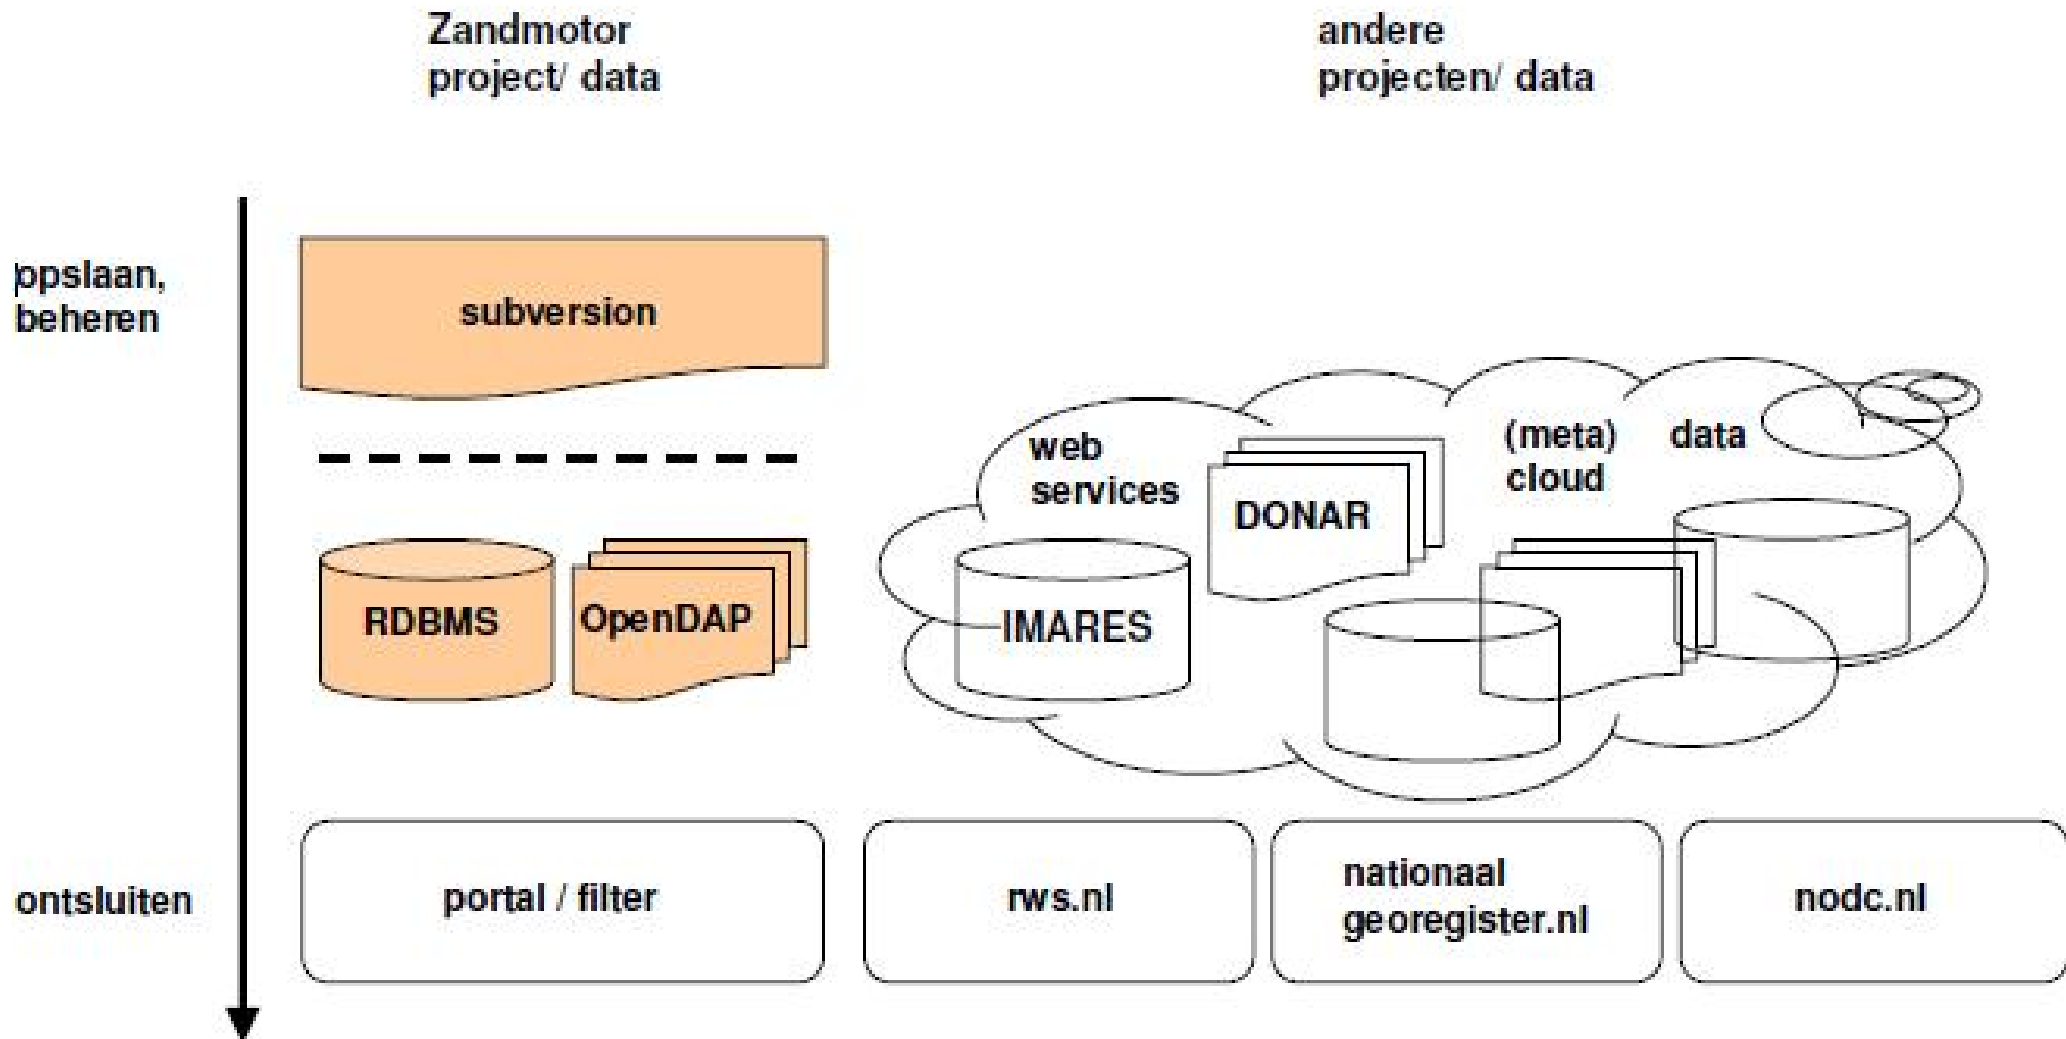 Zandmotor
project/ data
andere
projecten/ data
opslaan,
beheren
subversion
web
services
DONAR
(meta) data
cloud
RDBMS
OpenDAP
IMARES
ontsluiten
portal / filter
rws.nl
nationaal
georegister.nl
nodc.nl